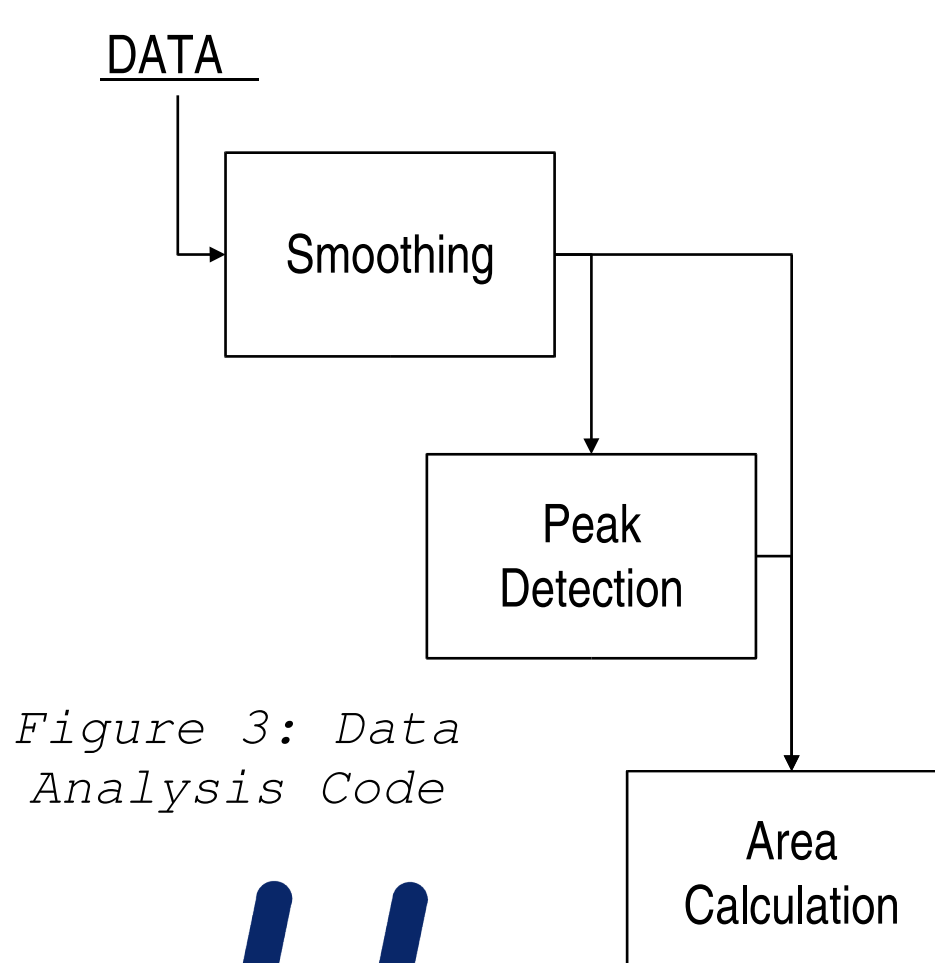 DATA
Smoothing
Peak
Detection
Figure 3: Data
Analysis Code
Area
Calculation